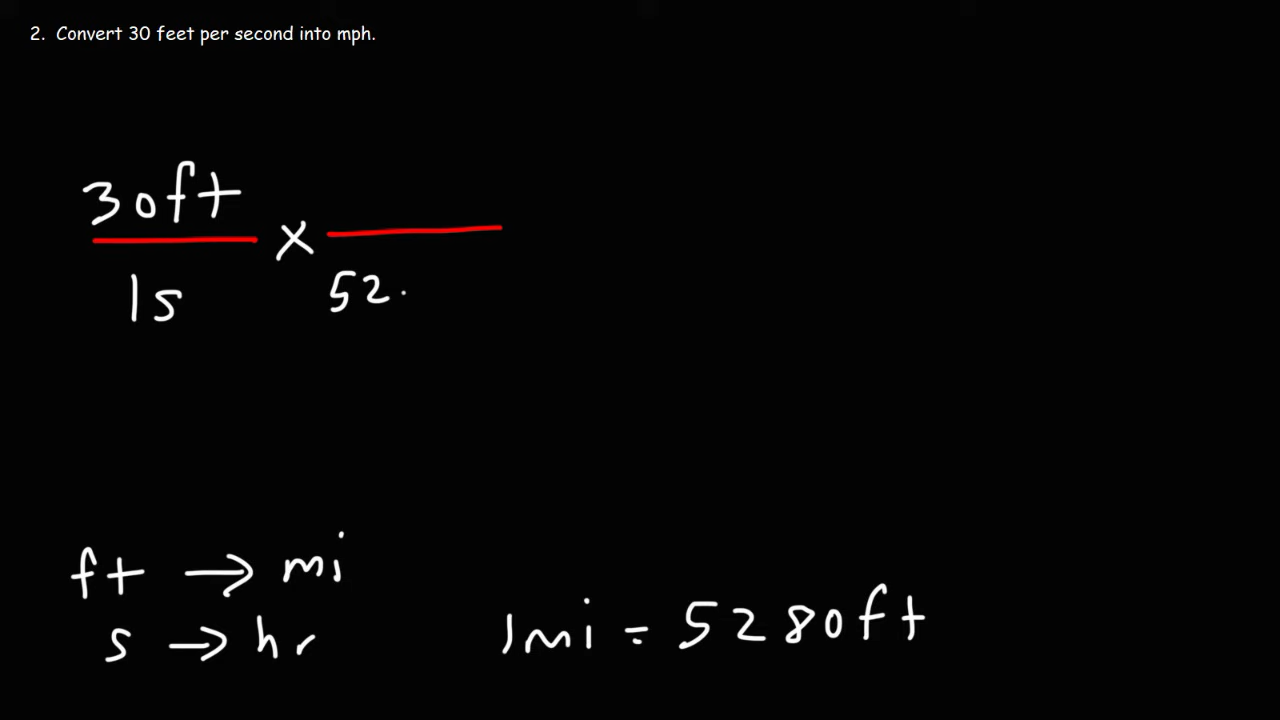 2. Convert 30 feet per second into mph.
30ft
× 
1s 52.
ft → mi
s → hr
1mi = 5280ft